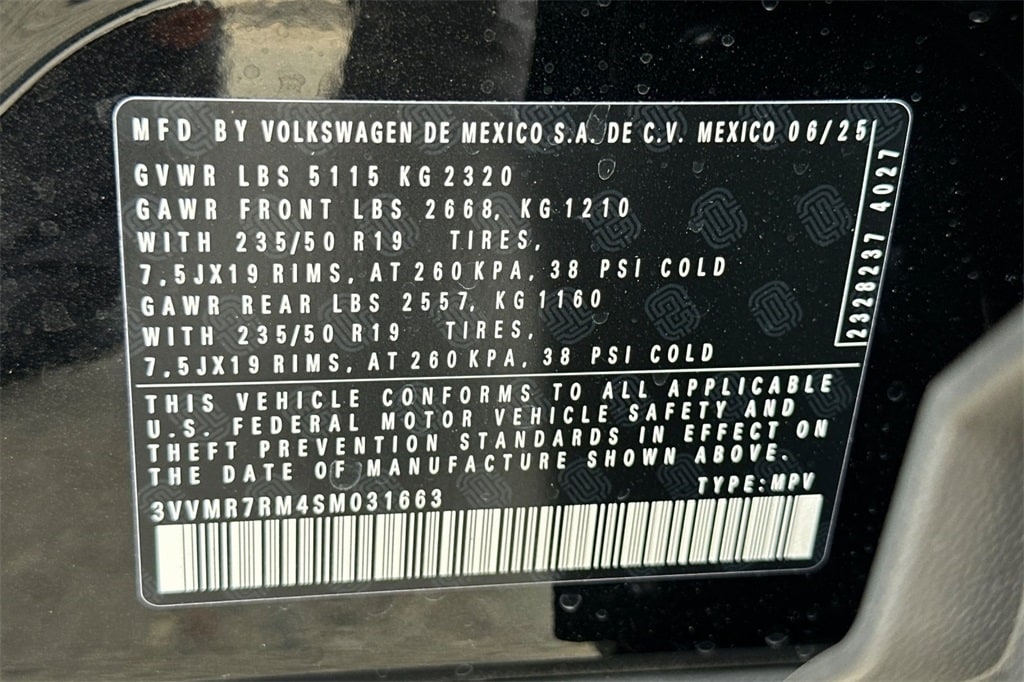 MFD BY VOLKSWAGEN DE MEXICO S.A. DE C.V. MEXICO 06/25
GVWR LBS 5115 KG 2320
GAWR FRONT LBS 2668, KG 1210
WITH 235/50 R19 TIRES,
7,5JX19 RIMS, AT 260 KPA, 38 PSI COLD
GAWR REAR LBS 2557, KG 1160
WITH 235/50 R19 TIRES,
7,5JX19 RIMS, AT 260 KPA, 38 PSI COLD
2328237 4027
THIS VEHICLE CONFORMS TO ALL APPLICABLE
U.S. FEDERAL MOTOR VEHICLE SAFETY AND
THEFT PREVENTION STANDARDS IN EFFECT ON
THE DATE OF MANUFACTURE SHOWN ABOVE.
TYPE: MPV
3VVMR7RM4SM031663